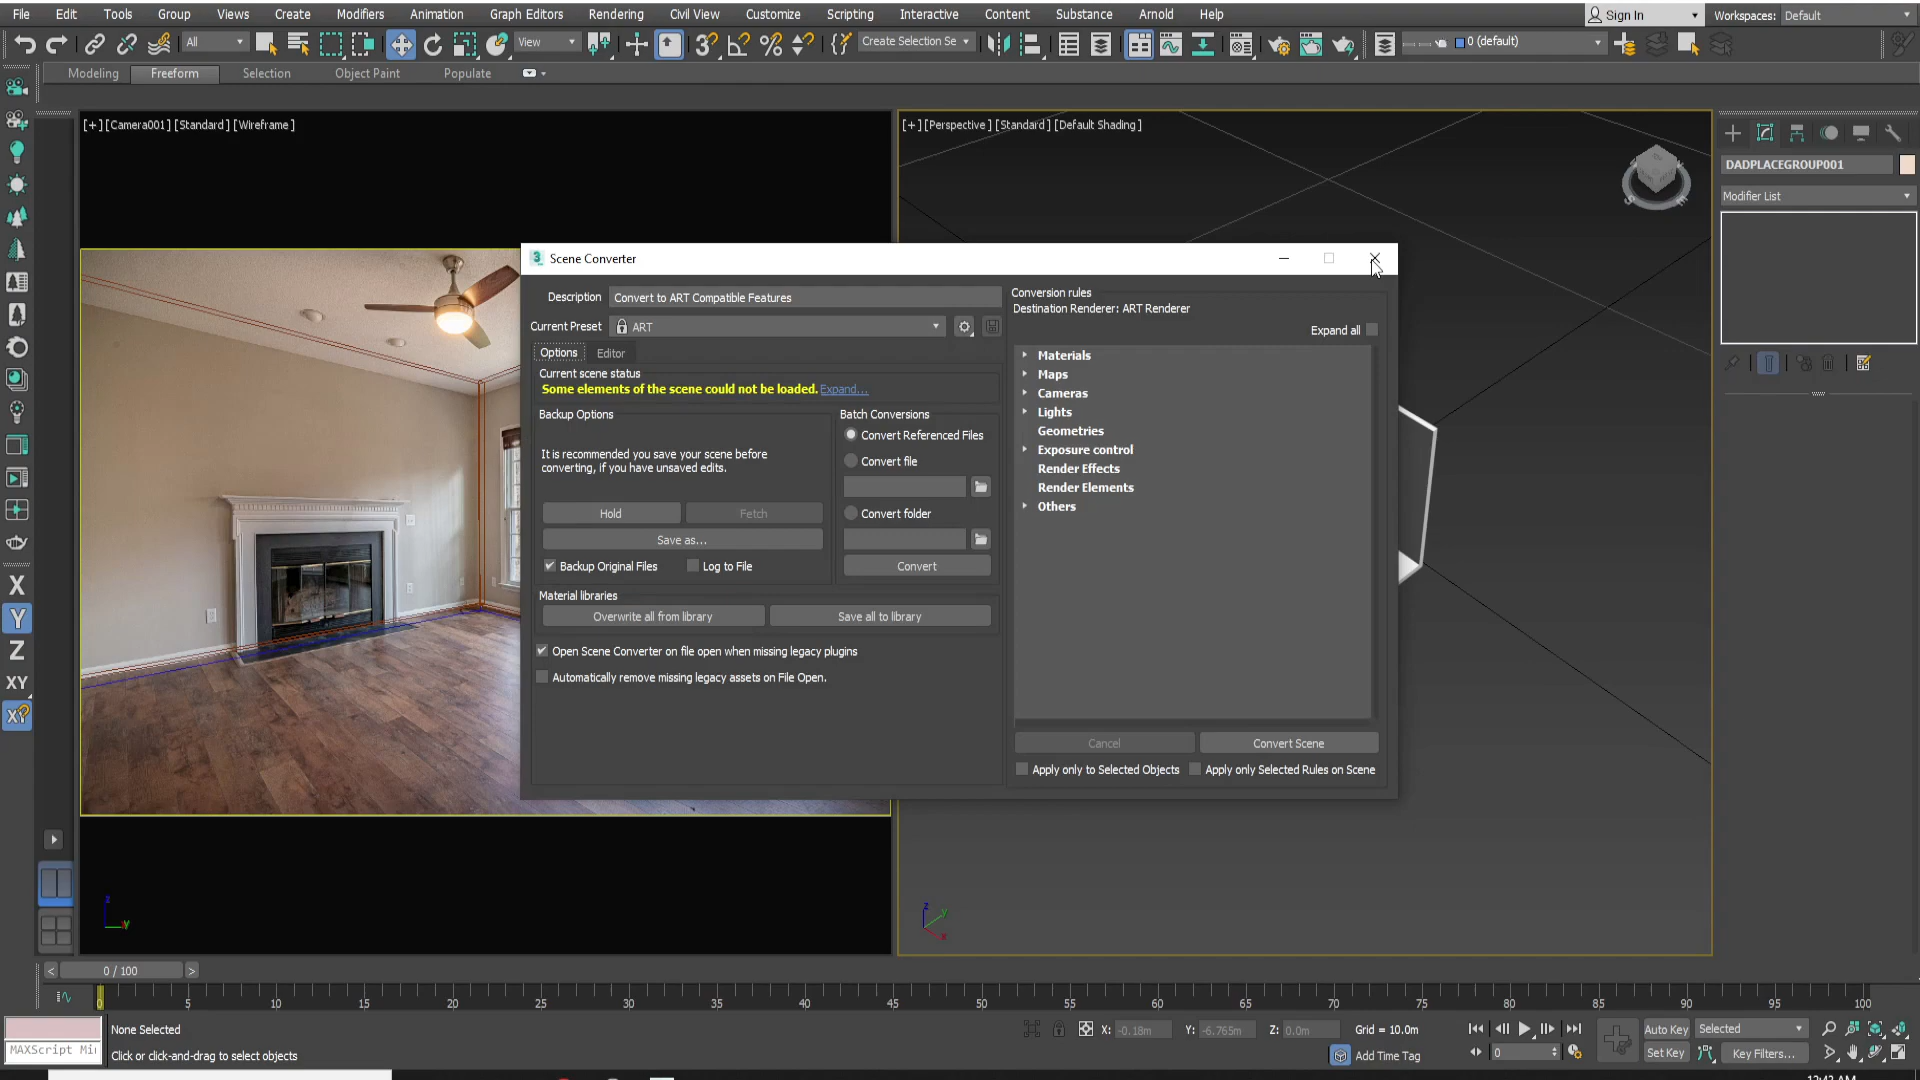 File Edit Tools Group Views Create Modifiers Animation Graph Editors Rendering Civil View Customize Scripting Interactive Content Substance Arnold Help Sign In Workspaces: Default
All View Create Selection Se 0 (default)
Modeling Freeform Selection Object Paint Populate
[+] [Camera001] [Standard] [Wireframe]
[+] [Perspective] [Standard] [Default Shading]
DADPLACEGROUP001
Modifier List
Scene Converter
Description Convert to ART Compatible Features
Current Preset ART
Options Editor
Current scene status
Some elements of the scene could not be loaded. Expand...
Backup Options
It is recommended you save your scene before
converting, if you have unsaved edits.
Hold Fetch
Save as...
Backup Original Files Log to File
Batch Conversions
Convert Referenced Files
Convert file
Convert folder
Convert
Material libraries
Overwrite all from library Save all to library
Open Scene Converter on file open when missing legacy plugins
Automatically remove missing legacy assets on File Open.
Conversion rules
Destination Renderer: ART Renderer
Expand all
Materials
Maps
Cameras
Lights
Geometries
Exposure control
Render Effects
Render Elements
Others
Cancel Convert Scene
Apply only to Selected Objects Apply only Selected Rules on Scene
X
Y
Z
XY
XY
z
y
z
y
x
< 0 / 100 >
0 5 10 15 20 25 30 35 40 45 50 55 60 65 70 75 80 85 90 95 100
None Selected
X: -0.18m Y: -6.765m Z: 0.0m Grid = 10.0m
Auto Key Selected
MAXScript Mi
Click or click-and-drag to select objects
Add Time Tag
0
Set Key Key Filters...